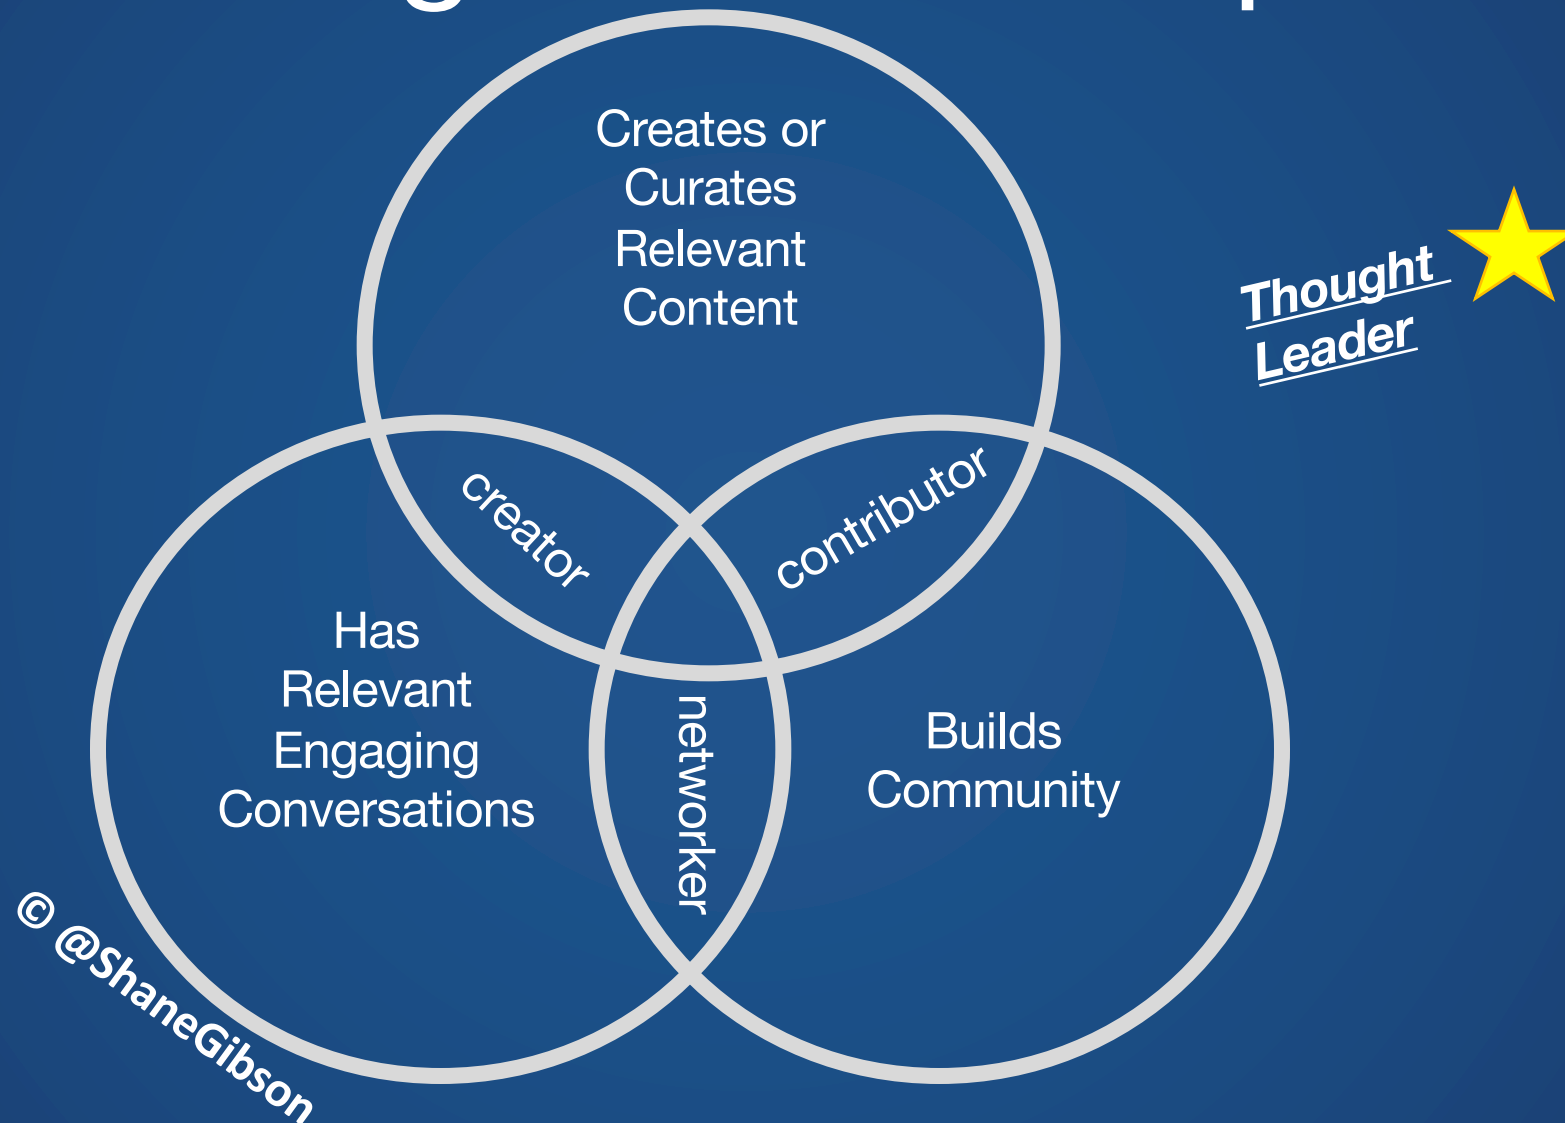 Creates or
Curates
Relevant
Content
Thought
Leader
creator
contributor
Has
Relevant
Engaging
Conversations
networker
Builds
Community
© @ShaneGibson